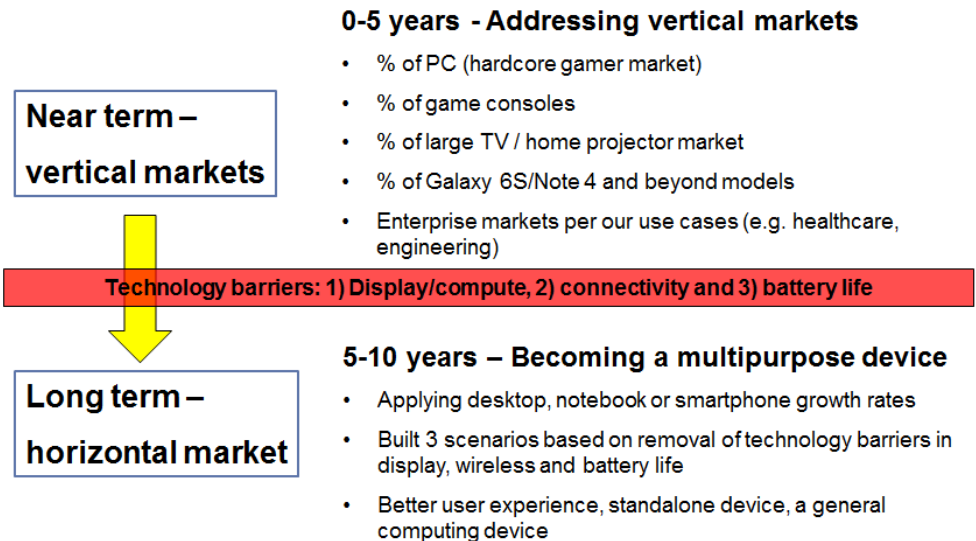 0-5 years - Addressing vertical markets
• % of PC (hardcore gamer market)
• % of game consoles
• % of large TV / home projector market
• % of Galaxy 6S/Note 4 and beyond models
• Enterprise markets per our use cases (e.g. healthcare,
engineering)
Near term –
vertical markets
Technology barriers: 1) Display/compute, 2) connectivity and 3) battery life
Long term –
horizontal market
5-10 years – Becoming a multipurpose device
• Applying desktop, notebook or smartphone growth rates
• Built 3 scenarios based on removal of technology barriers in
display, wireless and battery life
• Better user experience, standalone device, a general
computing device